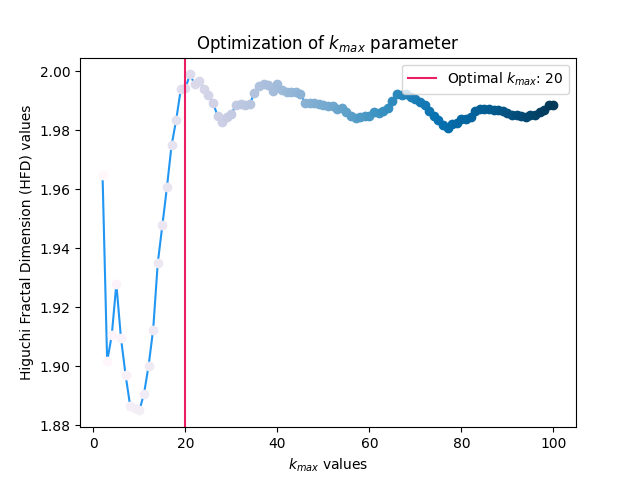 Optimization of $k_{max}$ parameter
Optimal $k_{max}$: 20
Higuchi Fractal Dimension (HFD) values
2.00
1.98
1.96
1.94
1.92
1.90
1.88
0 20 40 60 80 100
$k_{max}$ values